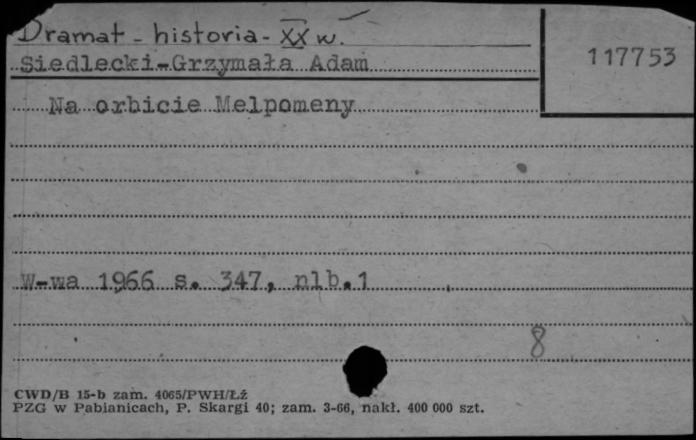 Dramat - historia - XX w.
Siedlecki-Grzymała Adam
117753
Na orbicie Melpomeny
W-wa 1966 s. 347, nlb.1
8
CWD/B 15-b zam. 4065/PWH/Łź
PZG w Pabianicach, P. Skargi 40; zam. 3-66, nakł. 400 000 szt.